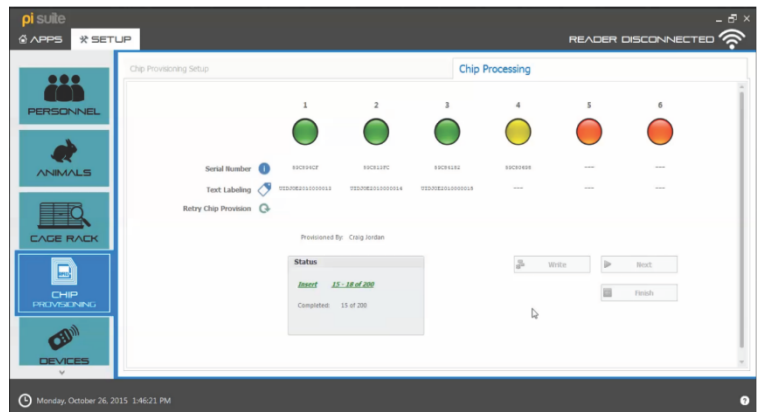 pi suite
APPS SETUP READER DISCONNECTED
PERSONNEL
ANIMALS
CAGE RACK
CHIP PROVISIONING
DEVICES
Chip Provisioning Setup Chip Processing
1 2 3 4 5 6
Serial Number --- ---
Text Labeling --- --- ---
Retry Chip Provision
Provisioned By: Craig Jordan
Status
Insert 15 - 18 of 200
Completed: 15 of 200
Write Next
Finish
Monday, October 26, 2015 1:46:21 PM